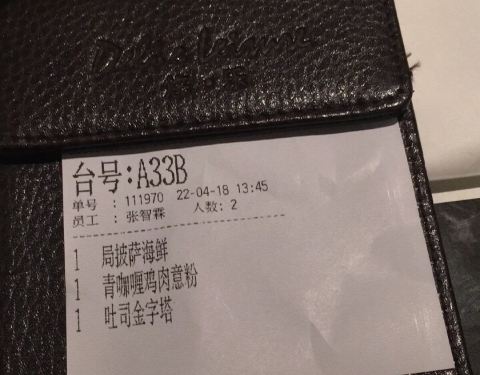 台号:A33B
单号 : 111970 22-04-18 13:45
员工 : 张智霖 人数: 2
1 局披萨海鲜
1 青咖喱鸡肉意粉
1 吐司金字塔